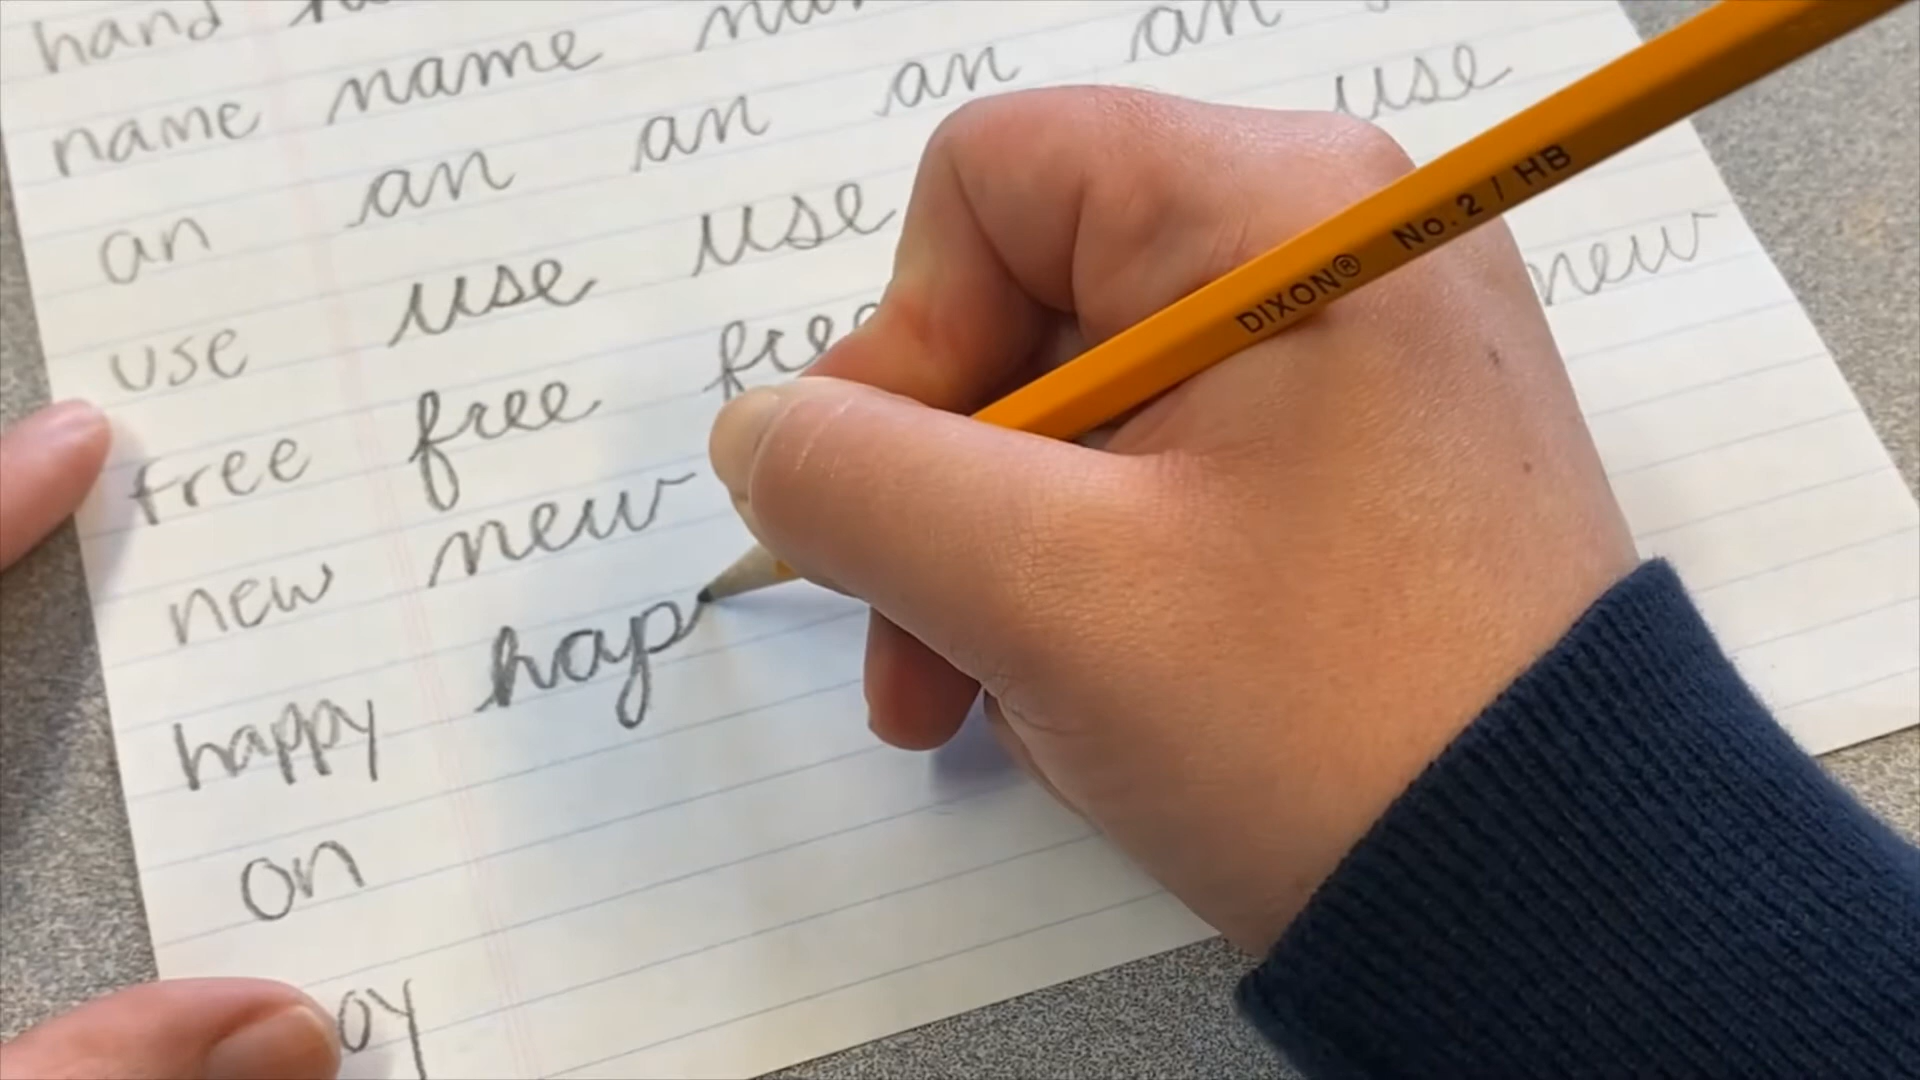 hand
name name
an an an an an
use use use use
free free
new new new
happy hap
on
DIXON® No.2 / HB